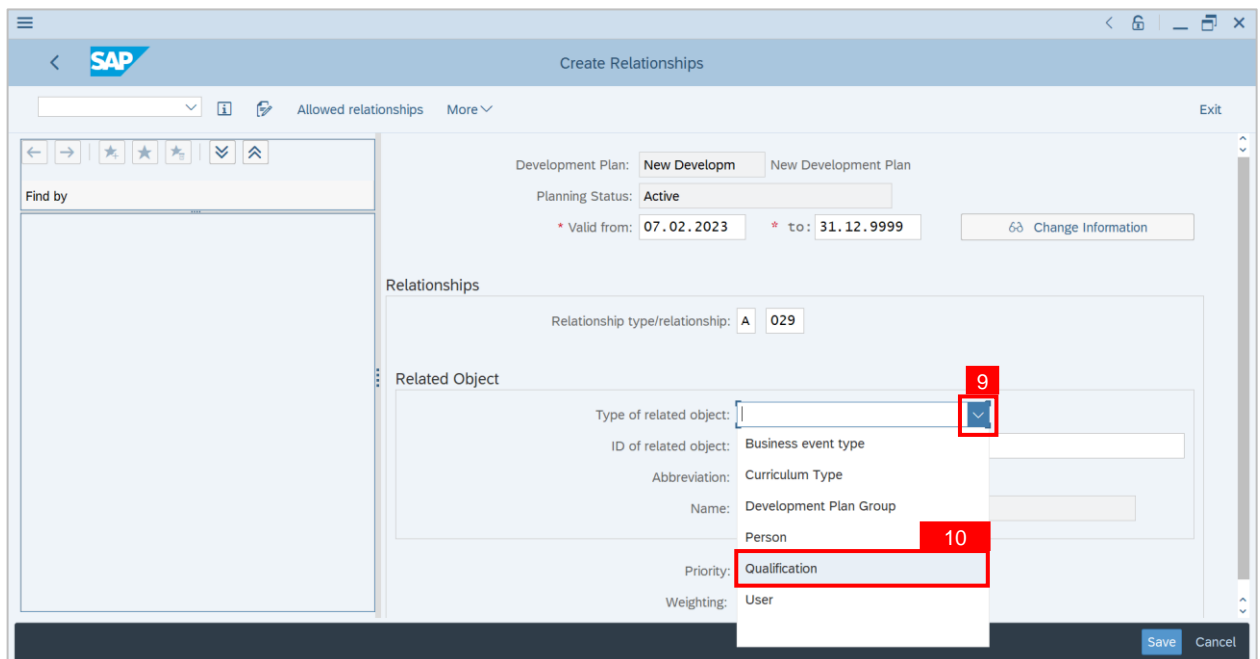 SAP
Create Relationships
Allowed relationships More Exit
Find by
Development Plan: New Developm New Development Plan
Planning Status: Active
* Valid from: 07.02.2023 * to: 31.12.9999 Change Information
Relationships
Relationship type/relationship: A 029
Related Object
9
Type of related object:
ID of related object: Business event type
Abbreviation: Curriculum Type
Name: Development Plan Group
Person 10
Priority: Qualification
Weighting: User
Save Cancel